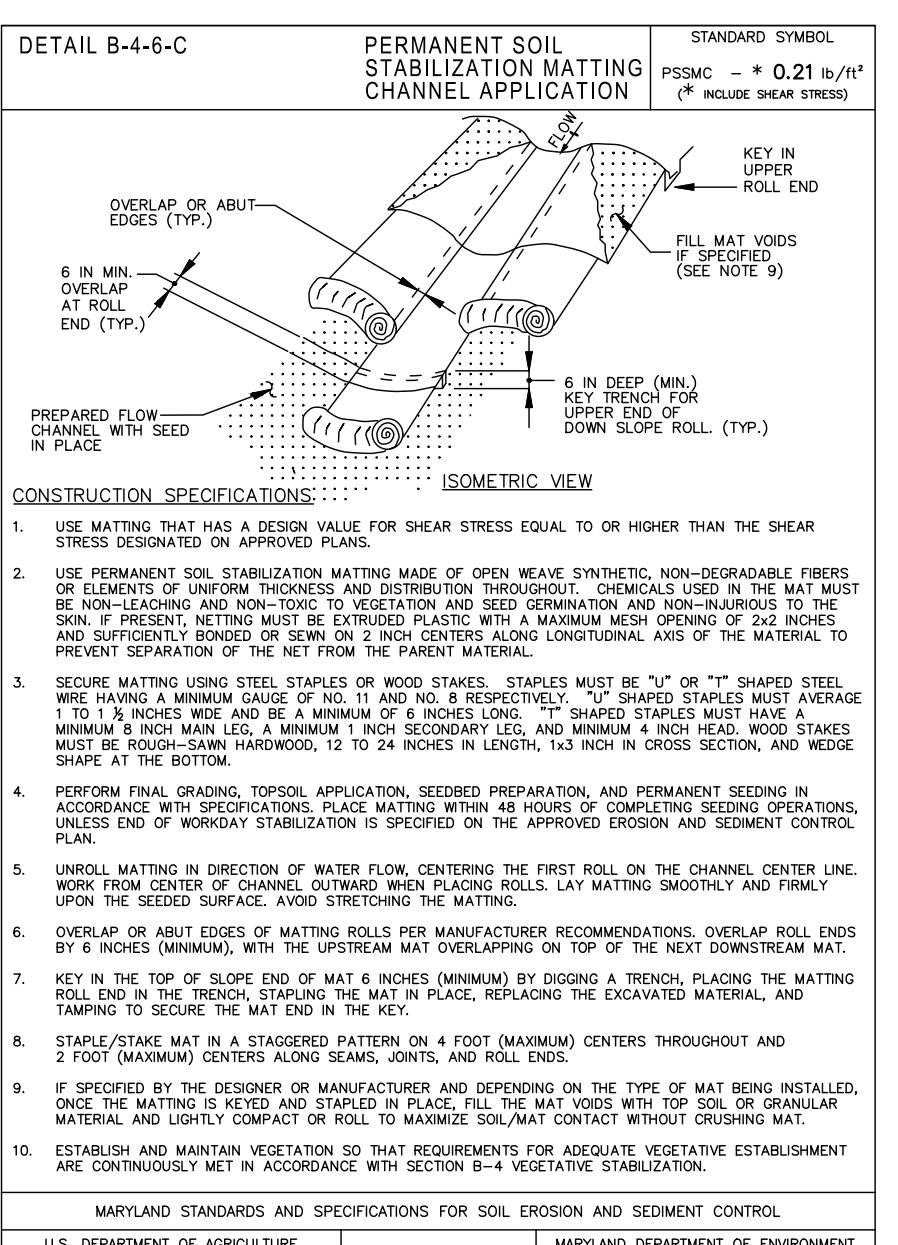 DETAIL B-4-6-C
PERMANENT SOIL
STABILIZATION MATTING
CHANNEL APPLICATION
STANDARD SYMBOL
PSSMC - * 0.21 lb/ft²
(* INCLUDE SHEAR STRESS)
FLOW
KEY IN
UPPER
ROLL END
OVERLAP OR ABUT
EDGES (TYP.)
FILL MAT VOIDS
IF SPECIFIED
(SEE NOTE 9)
6 IN MIN.
OVERLAP
AT ROLL
END (TYP.)
6 IN DEEP (MIN.)
KEY TRENCH FOR
UPPER END OF
DOWN SLOPE ROLL. (TYP.)
PREPARED FLOW
CHANNEL WITH SEED
IN PLACE
ISOMETRIC VIEW
CONSTRUCTION SPECIFICATIONS:
1. USE MATTING THAT HAS A DESIGN VALUE FOR SHEAR STRESS EQUAL TO OR HIGHER THAN THE SHEAR
STRESS DESIGNATED ON APPROVED PLANS.
2. USE PERMANENT SOIL STABILIZATION MATTING MADE OF OPEN WEAVE SYNTHETIC, NON-DEGRADABLE FIBERS
OR ELEMENTS OF UNIFORM THICKNESS AND DISTRIBUTION THROUGHOUT. CHEMICALS USED IN THE MAT MUST
BE NON-LEACHING AND NON-TOXIC TO VEGETATION AND SEED GERMINATION AND NON-INJURIOUS TO THE
SKIN. IF PRESENT, NETTING MUST BE EXTRUDED PLASTIC WITH A MAXIMUM MESH OPENING OF 2x2 INCHES
AND SUFFICIENTLY BONDED OR SEWN ON 2 INCH CENTERS ALONG LONGITUDINAL AXIS OF THE MATERIAL TO
PREVENT SEPARATION OF THE NET FROM THE PARENT MATERIAL.
3. SECURE MATTING USING STEEL STAPLES OR WOOD STAKES. STAPLES MUST BE "U" OR "T" SHAPED STEEL
WIRE HAVING A MINIMUM GAUGE OF NO. 11 AND NO. 8 RESPECTIVELY. "U" SHAPED STAPLES MUST AVERAGE
1 TO 1 ½ INCHES WIDE AND BE A MINIMUM OF 6 INCHES LONG. "T" SHAPED STAPLES MUST HAVE A
MINIMUM 8 INCH MAIN LEG, A MINIMUM 1 INCH SECONDARY LEG, AND MINIMUM 4 INCH HEAD. WOOD STAKES
MUST BE ROUGH-SAWN HARDWOOD, 12 TO 24 INCHES IN LENGTH, 1x3 INCH IN CROSS SECTION, AND WEDGE
SHAPE AT THE BOTTOM.
4. PERFORM FINAL GRADING, TOPSOIL APPLICATION, SEEDBED PREPARATION, AND PERMANENT SEEDING IN
ACCORDANCE WITH SPECIFICATIONS. PLACE MATTING WITHIN 48 HOURS OF COMPLETING SEEDING OPERATIONS,
UNLESS END OF WORKDAY STABILIZATION IS SPECIFIED ON THE APPROVED EROSION AND SEDIMENT CONTROL
PLAN.
5. UNROLL MATTING IN DIRECTION OF WATER FLOW, CENTERING THE FIRST ROLL ON THE CHANNEL CENTER LINE.
WORK FROM CENTER OF CHANNEL OUTWARD WHEN PLACING ROLLS. LAY MATTING SMOOTHLY AND FIRMLY
UPON THE SEEDED SURFACE. AVOID STRETCHING THE MATTING.
6. OVERLAP OR ABUT EDGES OF MATTING ROLLS PER MANUFACTURER RECOMMENDATIONS. OVERLAP ROLL ENDS
BY 6 INCHES (MINIMUM), WITH THE UPSTREAM MAT OVERLAPPING ON TOP OF THE NEXT DOWNSTREAM MAT.
7. KEY IN THE TOP OF SLOPE END OF MAT 6 INCHES (MINIMUM) BY DIGGING A TRENCH, PLACING THE MATTING
ROLL END IN THE TRENCH, STAPLING THE MAT IN PLACE, REPLACING THE EXCAVATED MATERIAL, AND
TAMPING TO SECURE THE MAT END IN THE KEY.
8. STAPLE/STAKE MAT IN A STAGGERED PATTERN ON 4 FOOT (MAXIMUM) CENTERS THROUGHOUT AND
2 FOOT (MAXIMUM) CENTERS ALONG SEAMS, JOINTS, AND ROLL ENDS.
9. IF SPECIFIED BY THE DESIGNER OR MANUFACTURER AND DEPENDING ON THE TYPE OF MAT BEING INSTALLED,
ONCE THE MATTING IS KEYED AND STAPLED IN PLACE, FILL THE MAT VOIDS WITH TOP SOIL OR GRANULAR
MATERIAL AND LIGHTLY COMPACT OR ROLL TO MAXIMIZE SOIL/MAT CONTACT WITHOUT CRUSHING MAT.
10. ESTABLISH AND MAINTAIN VEGETATION SO THAT REQUIREMENTS FOR ADEQUATE VEGETATIVE ESTABLISHMENT
ARE CONTINUOUSLY MET IN ACCORDANCE WITH SECTION B-4 VEGETATIVE STABILIZATION.
MARYLAND STANDARDS AND SPECIFICATIONS FOR SOIL EROSION AND SEDIMENT CONTROL
U.S. DEPARTMENT OF AGRICULTURE
MARYLAND DEPARTMENT OF ENVIRONMENT